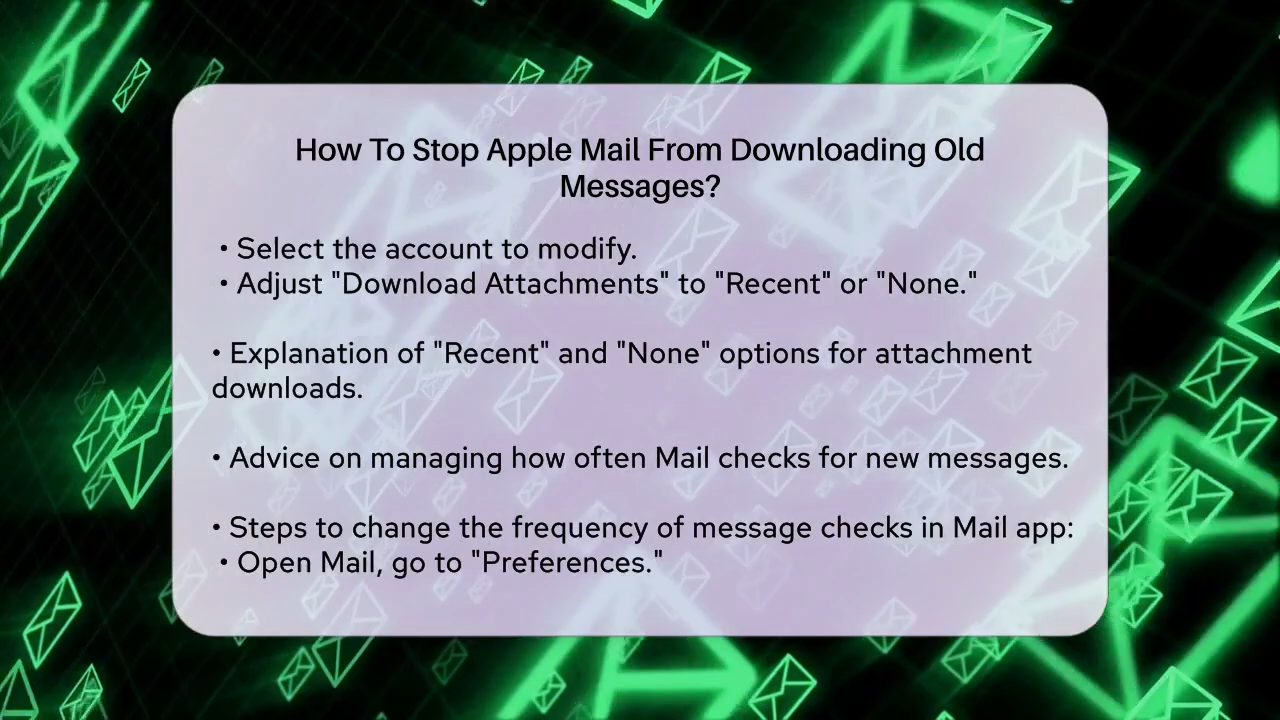 How To Stop Apple Mail From Downloading Old
Messages?
• Select the account to modify.
• Adjust "Download Attachments" to "Recent" or "None."
• Explanation of "Recent" and "None" options for attachment
downloads.
• Advice on managing how often Mail checks for new messages.
• Steps to change the frequency of message checks in Mail app:
• Open Mail, go to "Preferences."